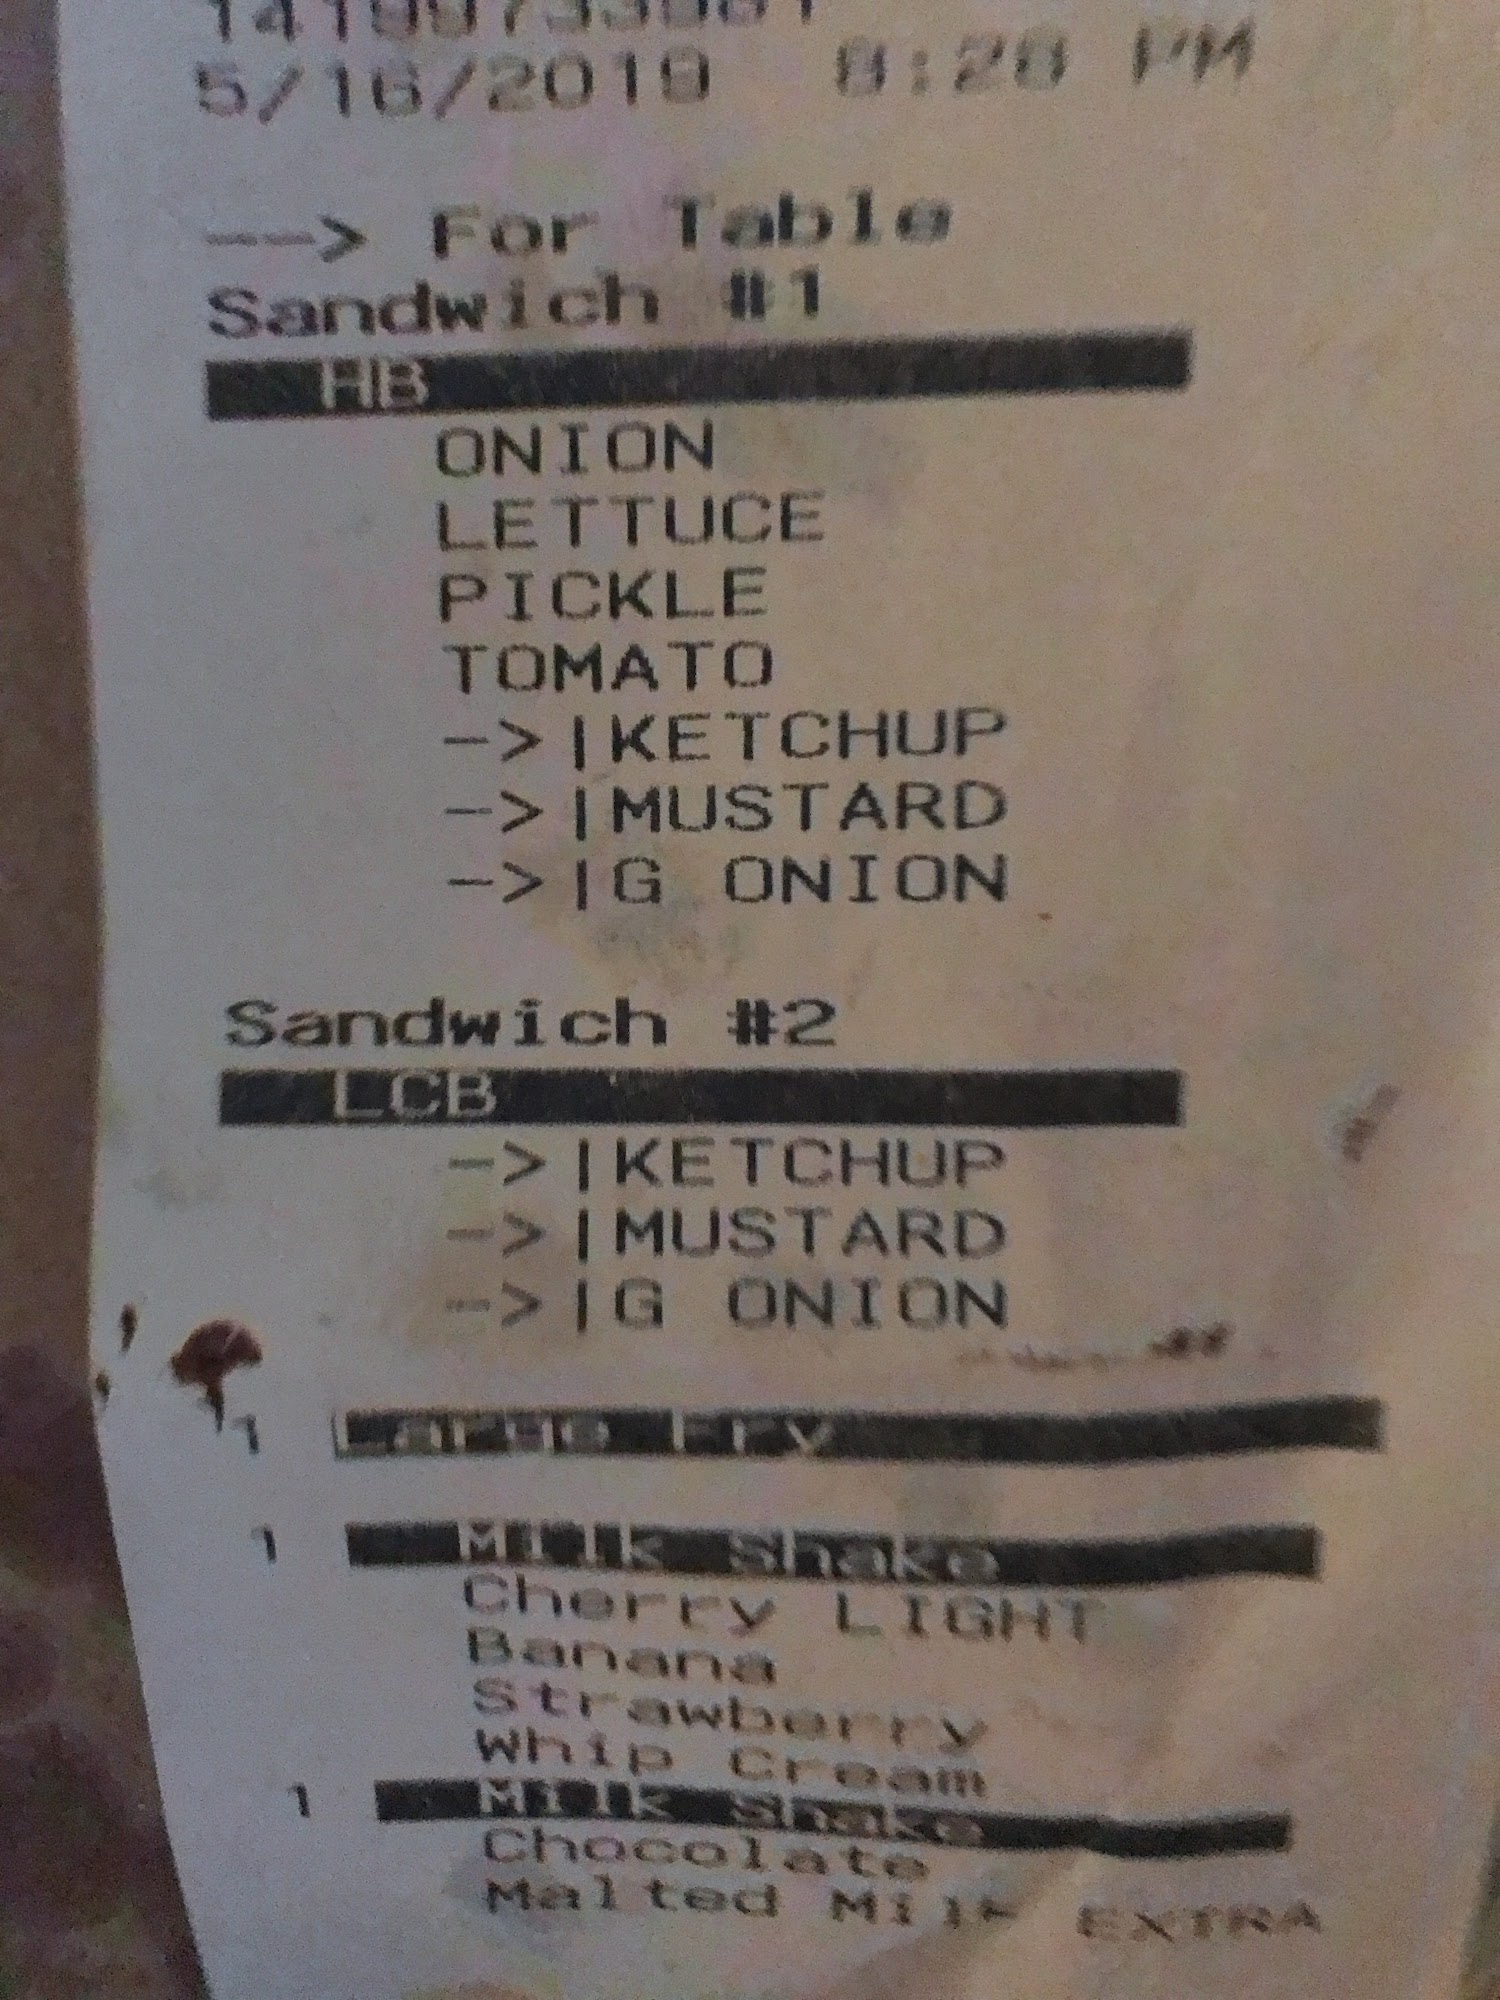 5/16/2019 8:28 PM
--> For Table
Sandwich #1
HB
ONION
LETTUCE
PICKLE
TOMATO
->|KETCHUP
->|MUSTARD
->|G ONION
Sandwich #2
LCB
->|KETCHUP
->|MUSTARD
->|G ONION
1 Large Fry
1 Milk Shake
Cherry LIGHT
Banana
Strawberry
Whip Cream
1 Milk Shake
Chocolate
Malted Milk EXTRA